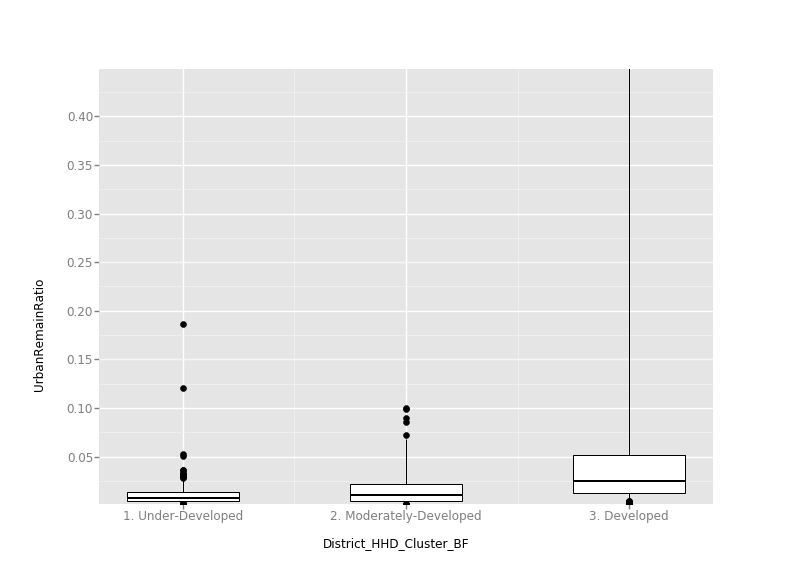 UrbanRemainRatio
0.40
0.35
0.30
0.25
0.20
0.15
0.10
0.05
1. Under-Developed
2. Moderately-Developed
3. Developed
District_HHD_Cluster_BF